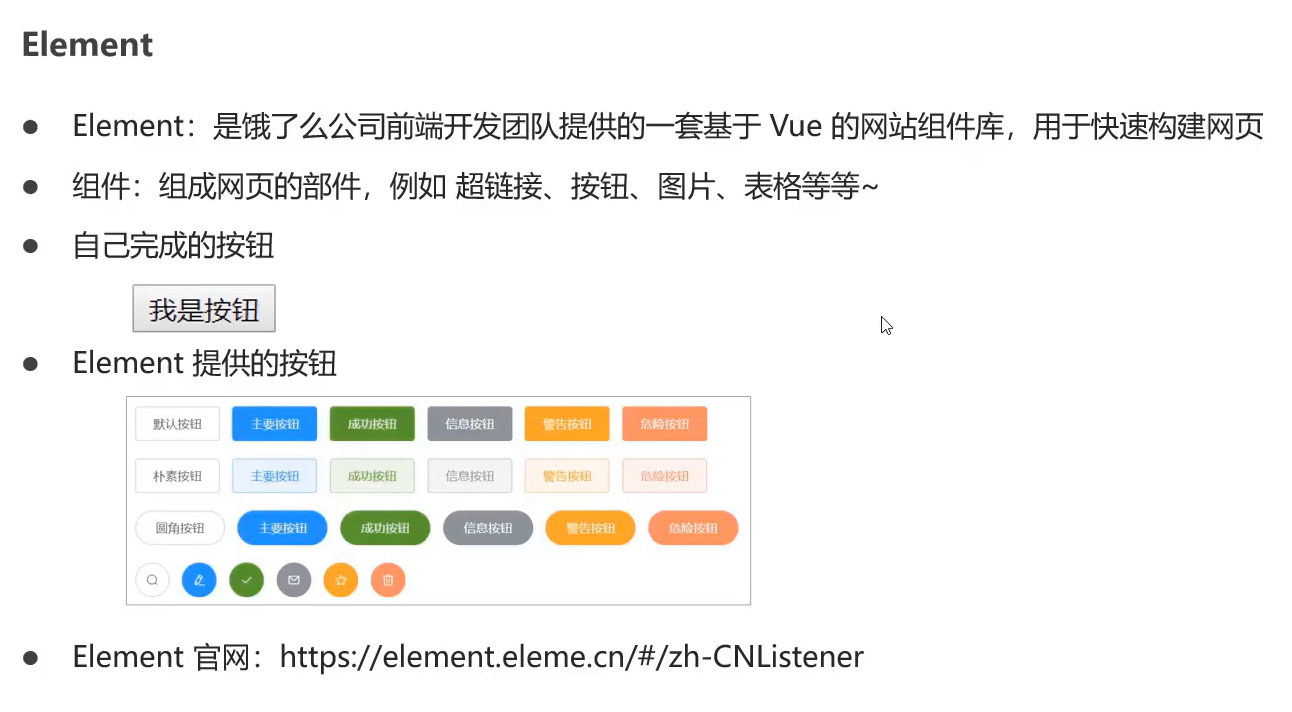 Element
Element：是饿了么公司前端开发团队提供的一套基于 Vue 的网站组件库，用于快速构建网页
组件：组成网页的部件，例如 超链接、按钮、图片、表格等等~
自己完成的按钮
我是按钮
Element 提供的按钮
默认按钮 主要按钮 成功按钮 信息按钮 警告按钮 危险按钮
朴素按钮 主要按钮 成功按钮 信息按钮 警告按钮 危险按钮
圆角按钮 主要按钮 成功按钮 信息按钮 警告按钮 危险按钮
Element 官网：https://element.eleme.cn/#/zh-CNListener